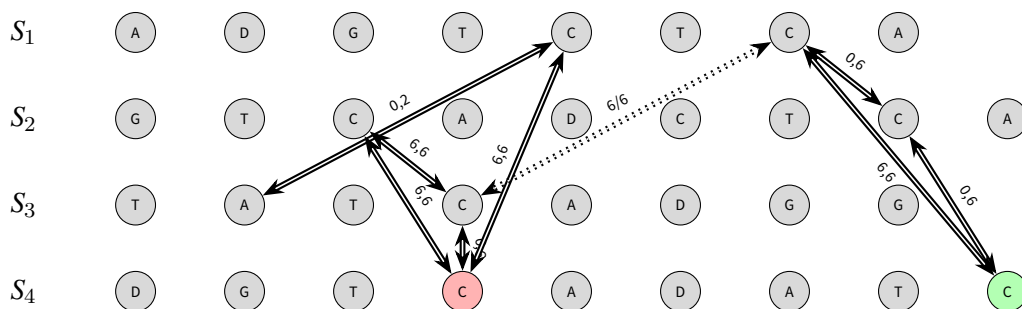 S1 A D G T C T C A
0,6
0,2 6/6
S2 G T C A D C T C A
6,6 6,6
6,6 6,6 0,6
S3 T A T C A D G G
S4 D G T C A D A T C